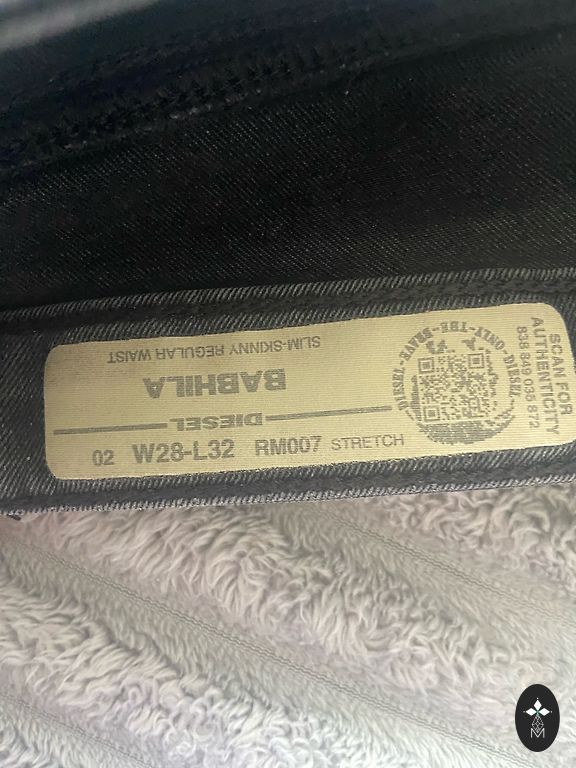 SLIM-SKINNY REGULAR WAIST
BABHILA
DIESEL
02 W28-L32 RM007 STRETCH
DIESEL-ONLY-THE-BRAVE-
DIESEL
SCAN FOR
AUTHENTICITY
838 849 035 872
M